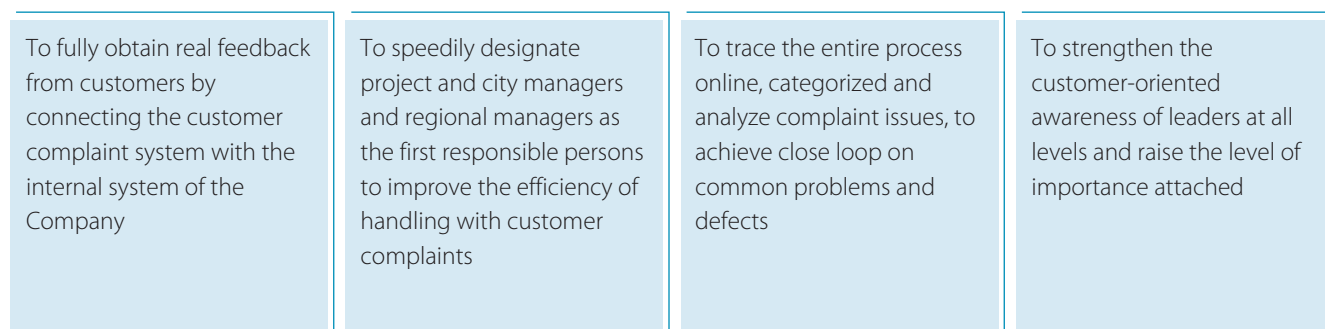 To fully obtain real feedback
from customers by
connecting the customer
complaint system with the
internal system of the
Company
To speedily designate
project and city managers
and regional managers as
the first responsible persons
to improve the efficiency of
handling with customer
complaints
To trace the entire process
online, categorized and
analyze complaint issues, to
achieve close loop on
common problems and
defects
To strengthen the
customer-oriented
awareness of leaders at all
levels and raise the level of
importance attached